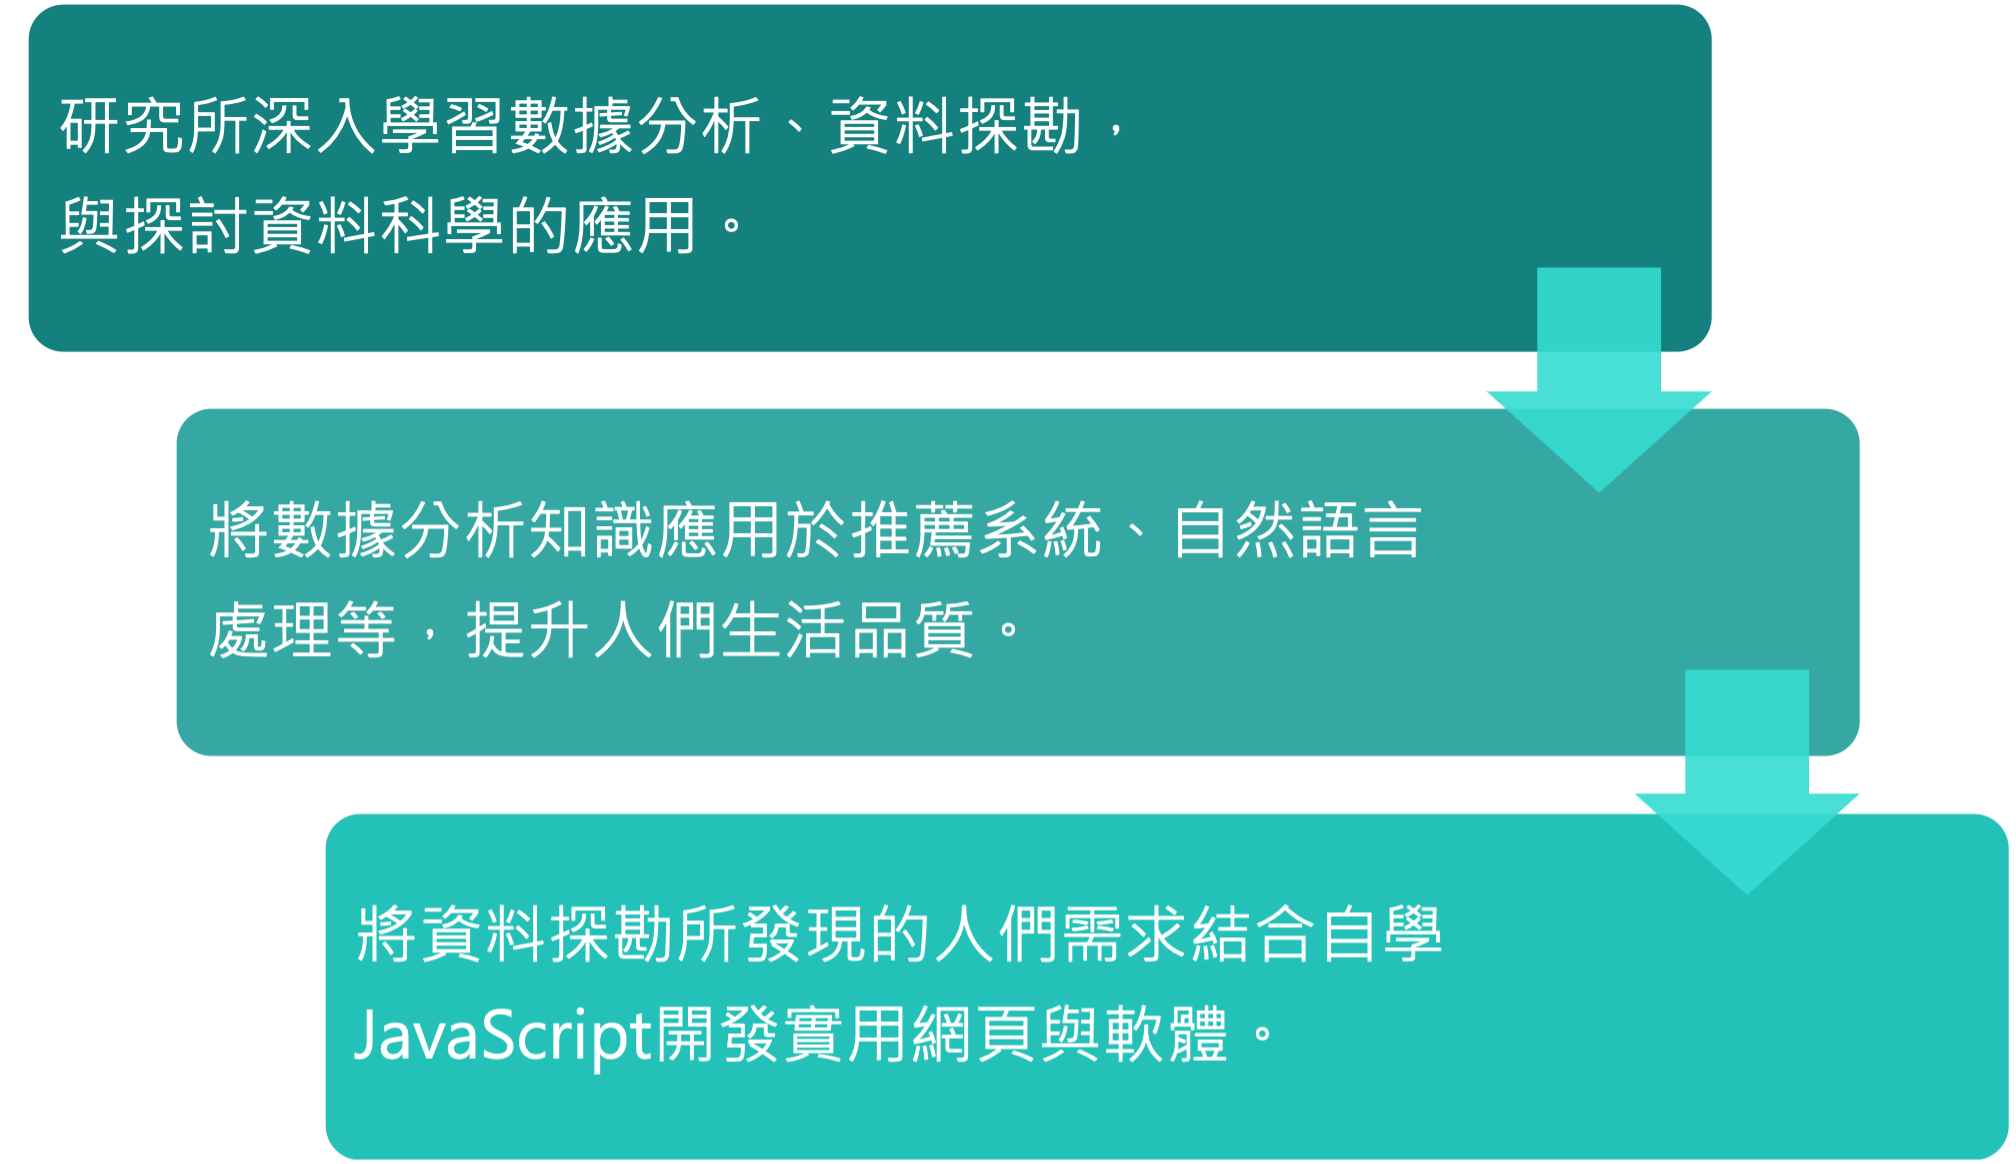 研究所深入學習數據分析、資料探勘，
與探討資料科學的應用。
將數據分析知識應用於推薦系統、自然語言
處理等，提升人們生活品質。
將資料探勘所發現的人們需求結合自學
JavaScript開發實用網頁與軟體。